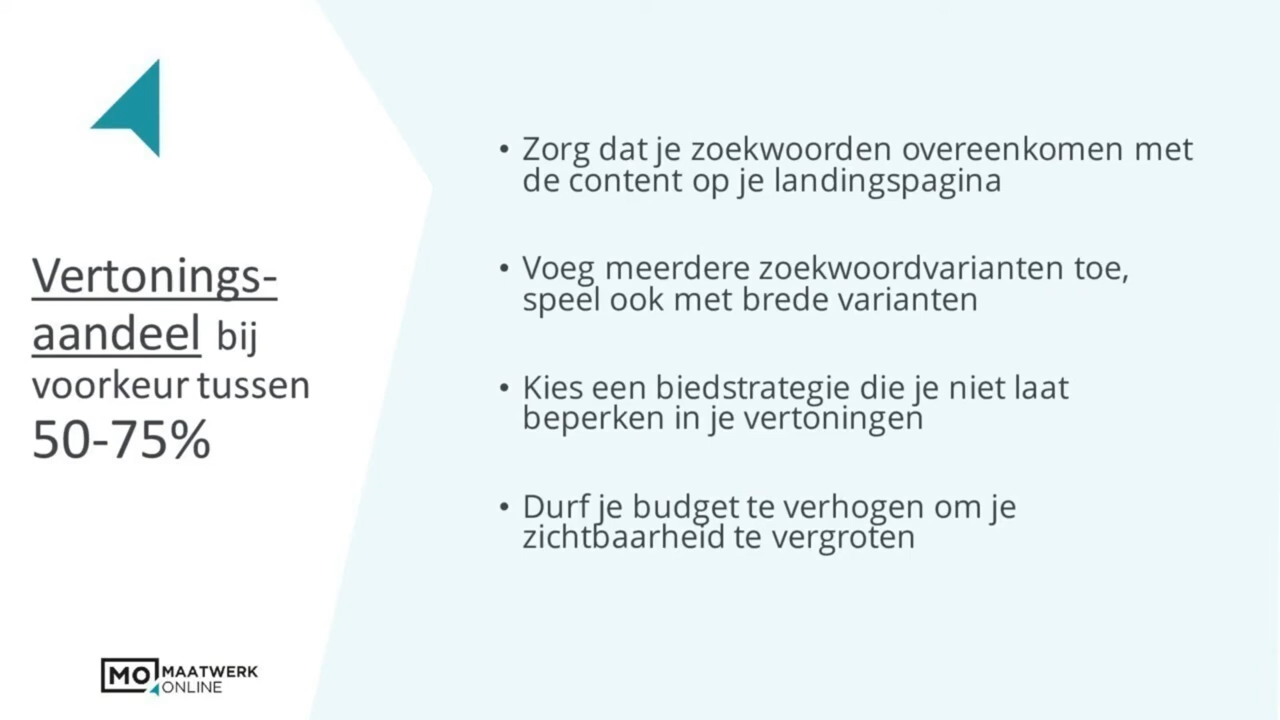 Vertonings-
aandeel bij
voorkeur tussen
50-75%
• Zorg dat je zoekwoorden overeenkomen met
de content op je landingspagina
• Voeg meerdere zoekwoordvarianten toe,
speel ook met brede varianten
• Kies een biedstrategie die je niet laat
beperken in je vertoningen
• Durf je budget te verhogen om je
zichtbaarheid te vergroten
MO MAATWERK
ONLINE